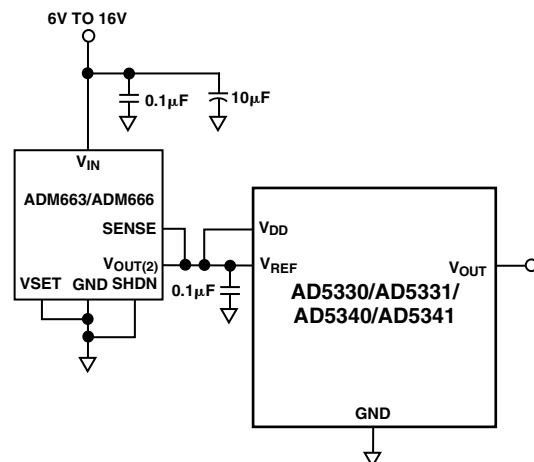 6V TO 16V
0.1µF
10µF
VIN
ADM663/ADM666
SENSE
VOUT(2)
VSET GND SHDN
0.1µF
VDD
VREF
VOUT
AD5330/AD5331/
AD5340/AD5341
GND